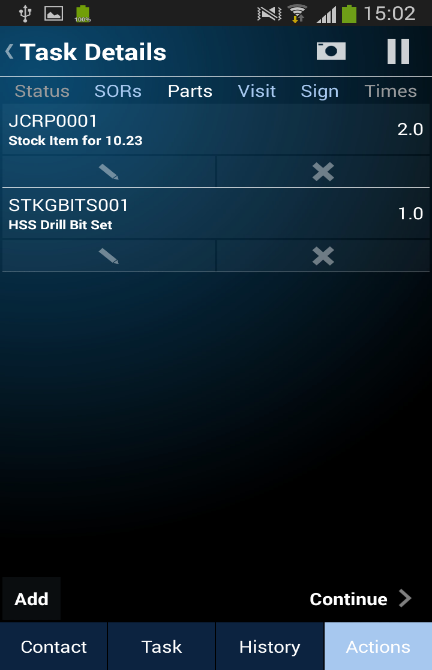 15:02
Task Details
Status SORs Parts Visit Sign Times
JCRP0001
2.0
Stock Item for 10.23
STKGBITS001
1.0
HSS Drill Bit Set
Add Continue
Contact Task History Actions